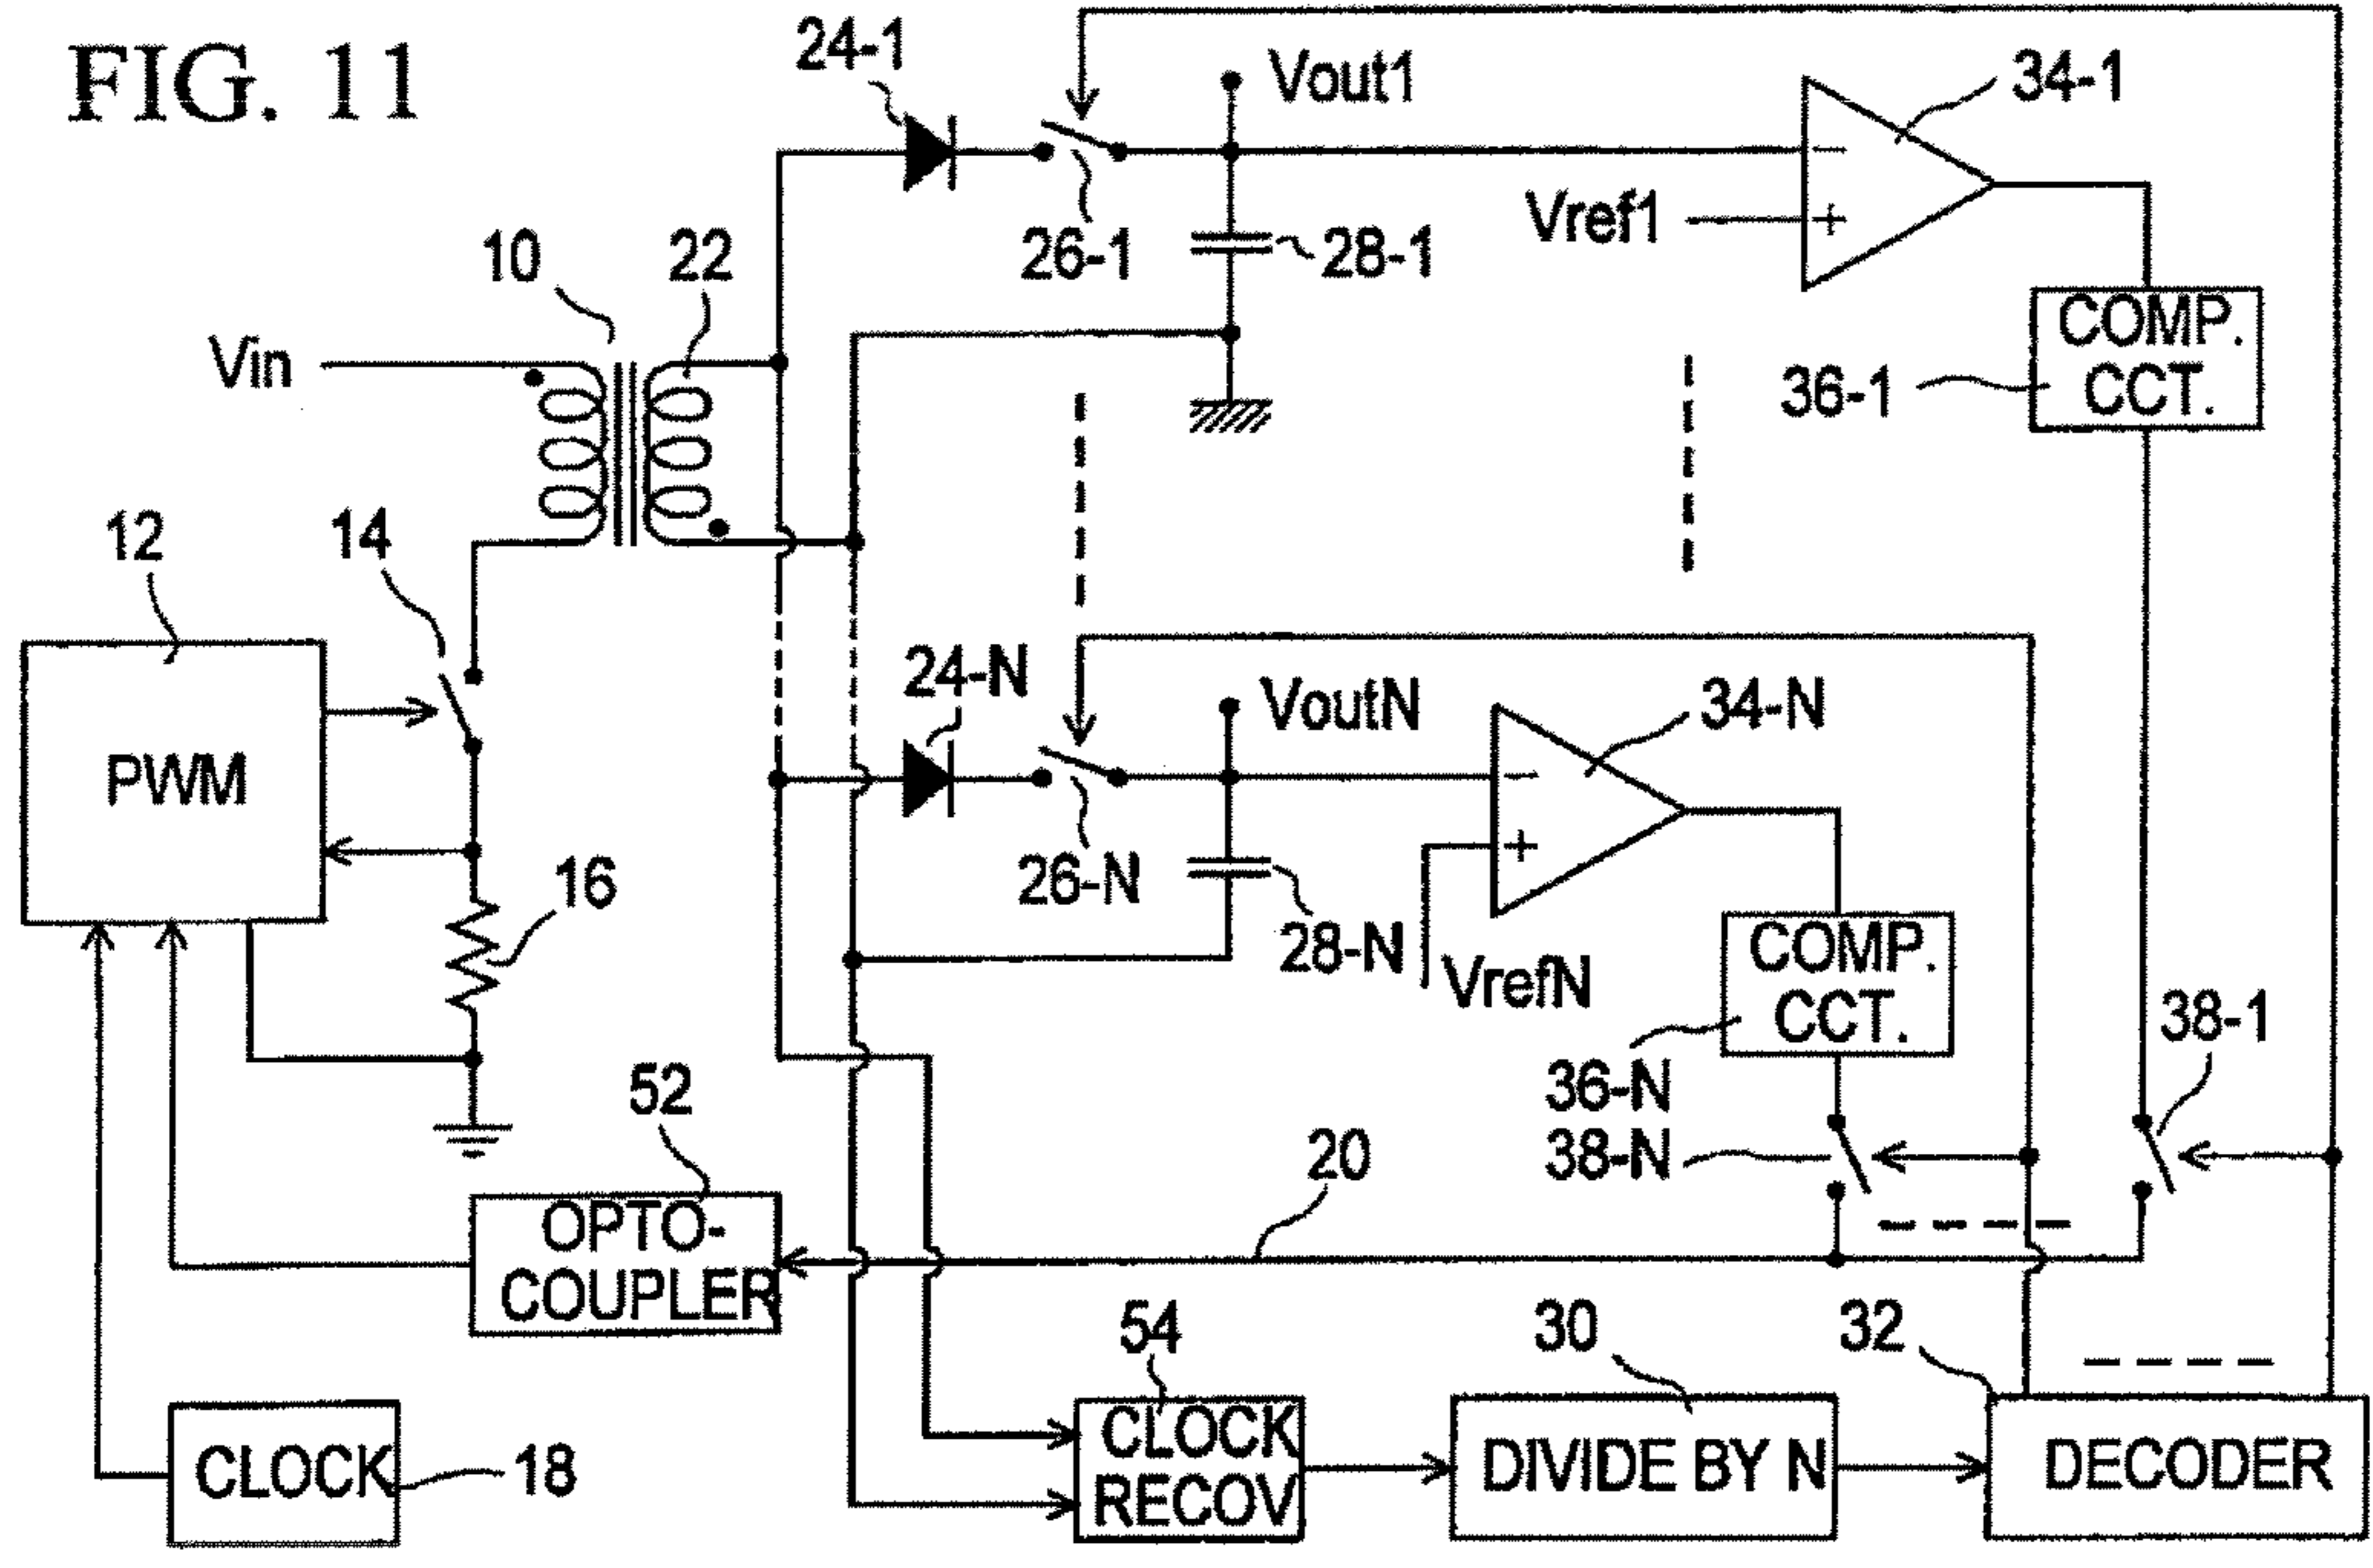 FIG. 11
24-1
Vout1
34-1
Vref1
26-1
28-1
10
22
Vin
COMP.
CCT.
36-1
12
14
24-N
VoutN
34-N
PWM
16
26-N
28-N
VrefN
COMP.
CCT.
38-1
36-N
38-N
52
20
OPTO-
COUPLER
54
30
32
CLOCK
18
CLOCK
RECOV
DIVIDE BY N
DECODER